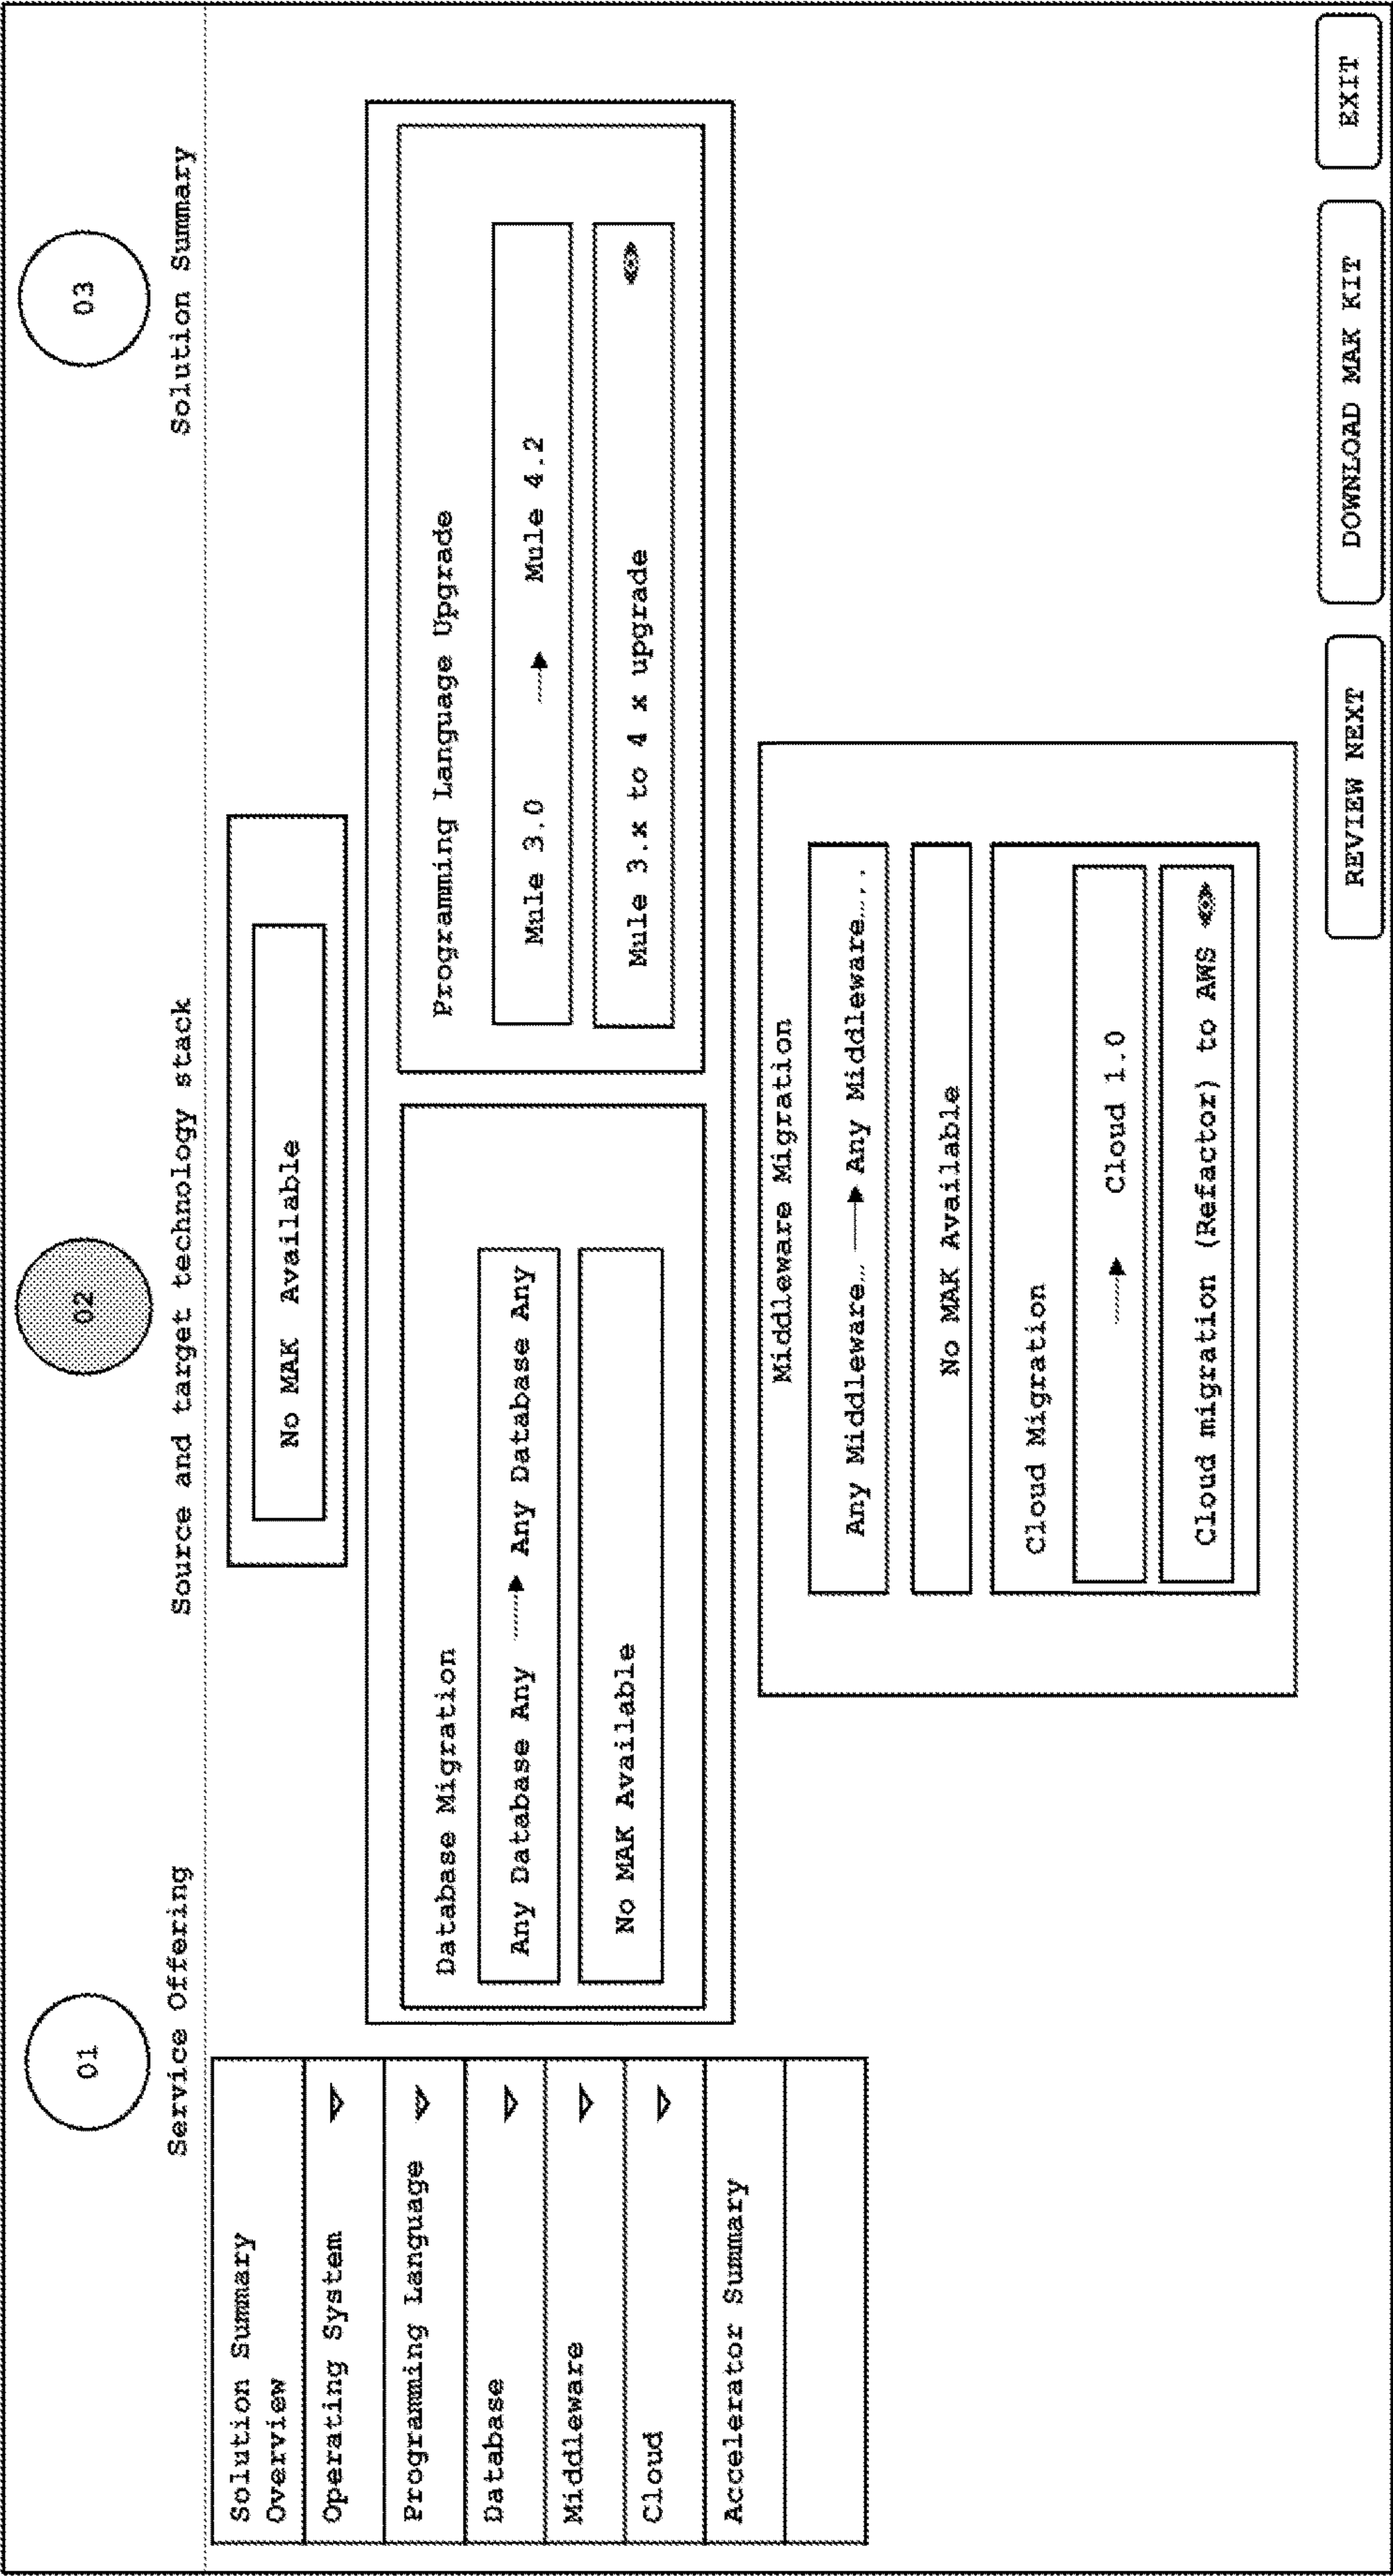 01
02
03
Service Offering
Source and target technology stack
Solution Summary
Solution Summary
Overview
Operating System
Programming Language
Database
Middleware
Cloud
Accelerator Summary
No MAK Available
Database Migration
Any Database Any Any Database Any
No MAK Available
Programming Language Upgrade
Mule 3.0 Mule 4.2
Mule 3.x to 4 x upgrade
Middleware Migration
Any Middleware... Any Middleware.....
No MAK Available
Cloud Migration
Cloud 1.0
Cloud migration (Refactor) to AWS
REVIEW NEXT
DOWNLOAD MAK KIT
EXIT